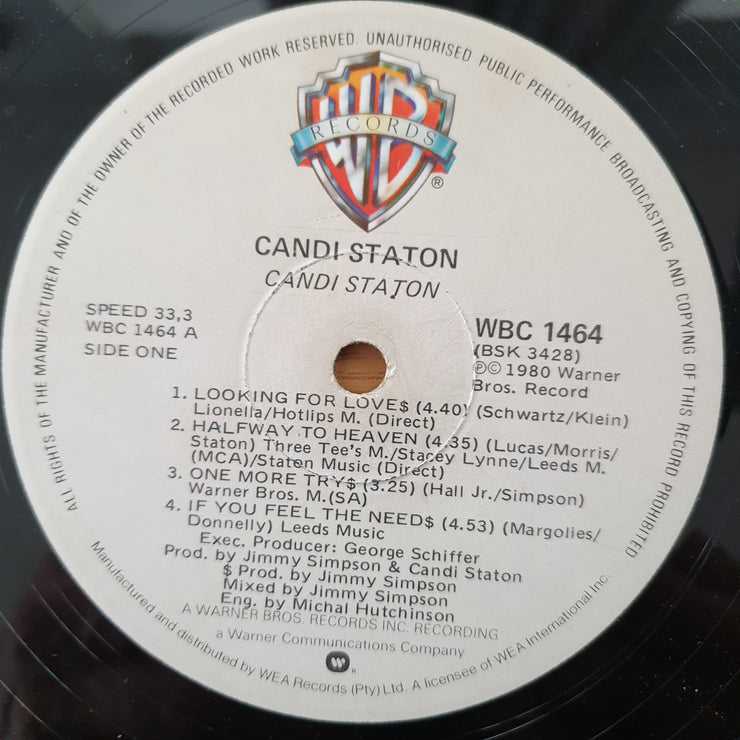 ALL RIGHTS OF THE MANUFACTURER AND OF THE OWNER OF THE RECORDED WORK RESERVED. UNAUTHORISED PUBLIC PERFORMANCE BROADCASTING AND COPYING OF THIS RECORD PROHIBITED
WB
RECORDS
®
CANDI STATON
CANDI STATON
SPEED 33,3
WBC 1464 A
SIDE ONE
WBC 1464
(BSK 3428)
℗© 1980 Warner
Bros. Record
1. LOOKING FOR LOVE$ (4.40) (Schwartz/Klein)
Lionella/Hotlips M. (Direct)
2. HALFWAY TO HEAVEN (4.35) (Lucas/Morris/
Staton) Three Tee's M./Stacey Lynne/Leeds M.
(MCA)/Staton Music (Direct)
3. ONE MORE TRY$ (3.25) (Hall Jr./Simpson)
Warner Bros. M.(SA)
4. IF YOU FEEL THE NEED$ (4.53) (Margolies/
Donnelly) Leeds Music
Exec. Producer: George Schiffer
Prod. by Jimmy Simpson & Candi Staton
$ Prod. by Jimmy Simpson
Mixed by Jimmy Simpson
Eng. by Michal Hutchinson
A WARNER BROS. RECORDS INC. RECORDING
a Warner Communications Company
Manufactured and distributed by WEA Records (Pty) Ltd. A licensee of WEA International Inc.